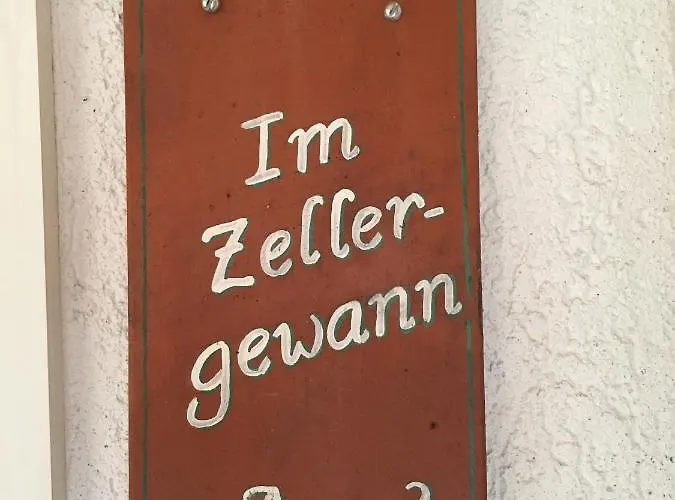 Im
Zeller-
gewann